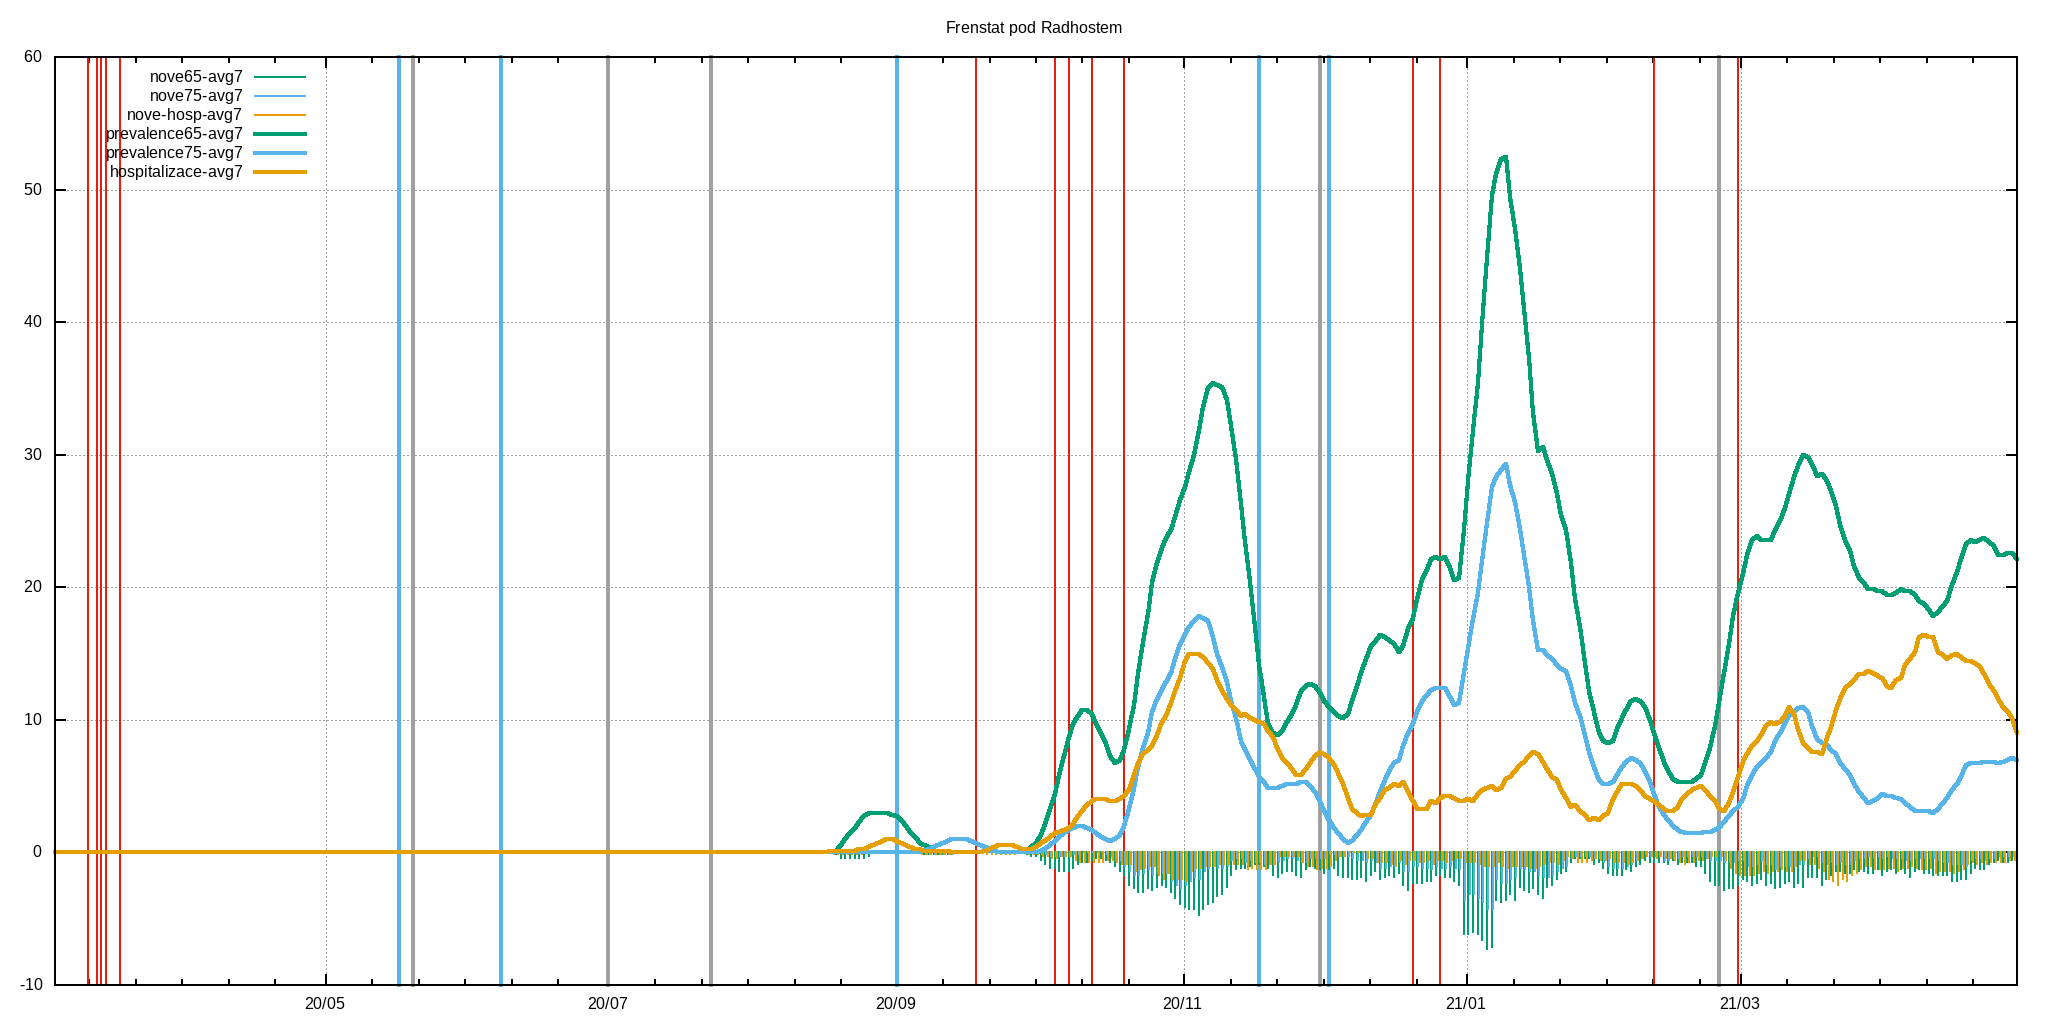 Frenstat pod Radhostem
60
nove65-avg7
nove75-avg7
nove-hosp-avg7
prevalence65-avg7
prevalence75-avg7
hospitalizace-avg7
50
40
30
20
10
0
-10
20/05
20/07
20/09
20/11
21/01
21/03